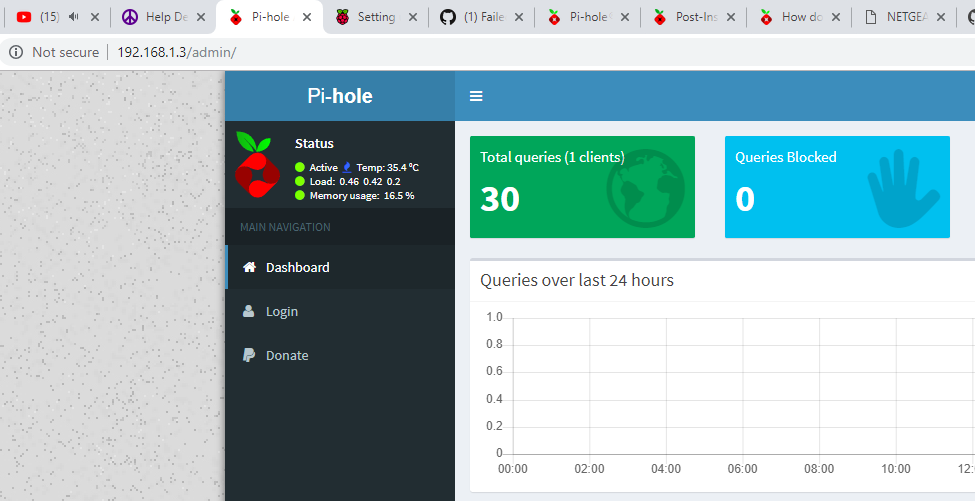 (15) Help De Pi-hole Setting (1) Faile Pi-hole Post-Ins How do NETGEA
Not secure 192.168.1.3/admin/
Pi-hole
Status
Active Temp: 35.4 °C
Load: 0.46 0.42 0.2
Memory usage: 16.5 %
MAIN NAVIGATION
Dashboard
Login
Donate
Total queries (1 clients)
30
Queries Blocked
0
Queries over last 24 hours
1.0
0.8
0.6
0.4
0.2
0
00:00 02:00 04:00 06:00 08:00 10:00 12: